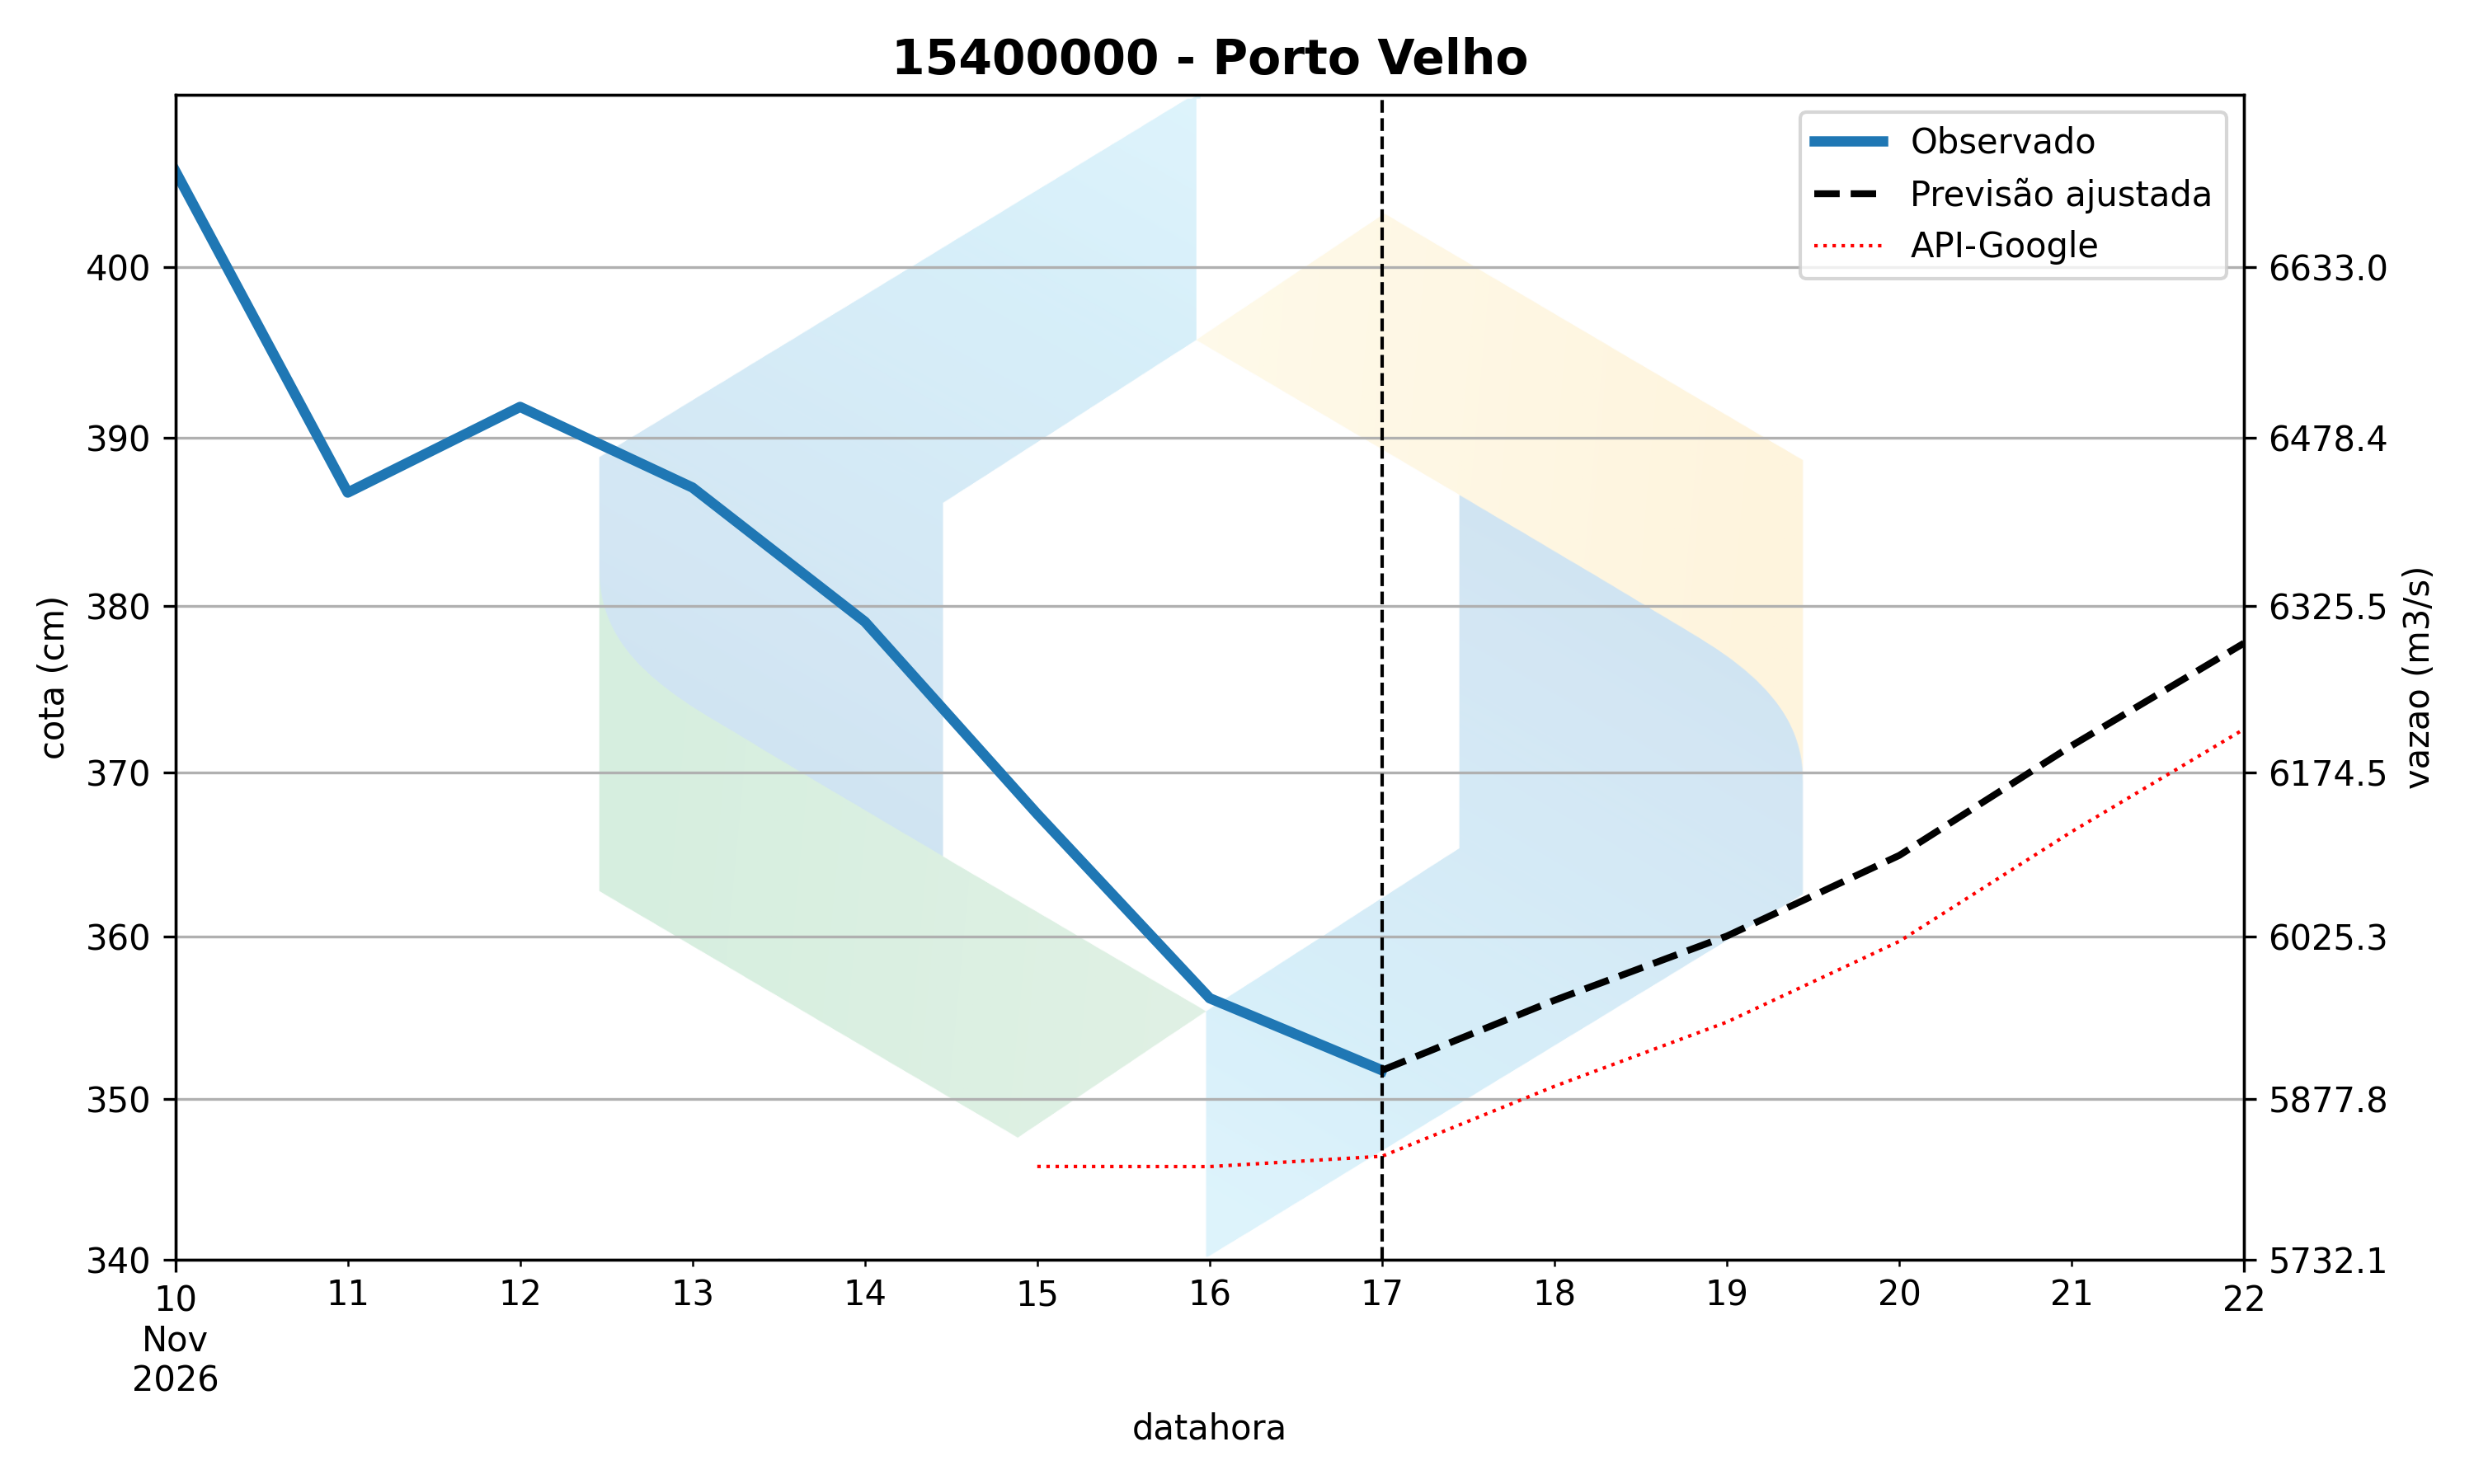 15400000 - Porto Velho
Observado
Previsão ajustada
API-Google
400
390
380
370
360
350
340
cota (cm)
6633.0
6478.4
6325.5
6174.5
6025.3
5877.8
5732.1
vazao (m3/s)
10 11 12 13 14 15 16 17 18 19 20 21 22
Nov
2026
datahora